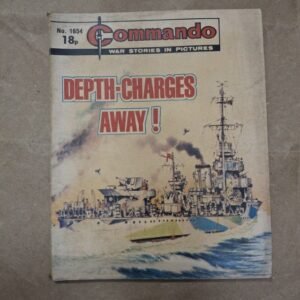 No. 1654
18p
Commando
WAR STORIES IN PICTURES
DEPTH-CHARGES
AWAY!